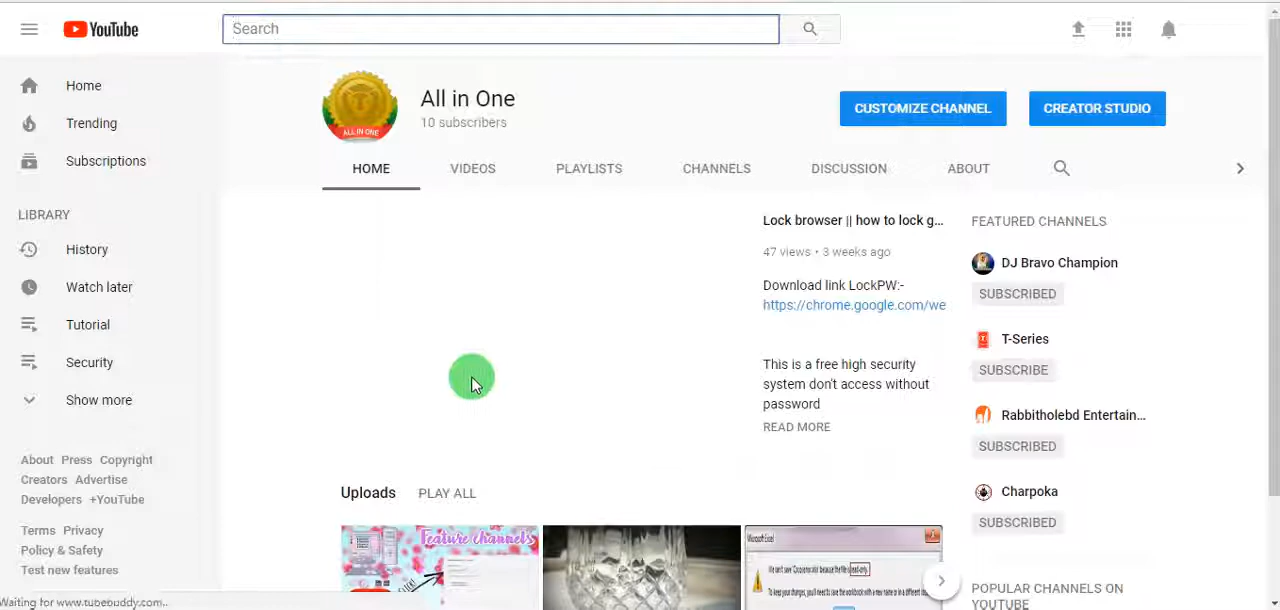 YouTube
Search
Home
Trending
Subscriptions
LIBRARY
History
Watch later
Tutorial
Security
Show more
About Press Copyright
Creators Advertise
Developers +YouTube
Terms Privacy
Policy & Safety
Test new features
Waiting for www.tubebuddy.com...
ALL IN ONE
All in One
10 subscribers
CUSTOMIZE CHANNEL
CREATOR STUDIO
HOME
VIDEOS
PLAYLISTS
CHANNELS
DISCUSSION
ABOUT
Lock browser || how to lock g...
47 views • 3 weeks ago
Download link LockPW:-
https://chrome.google.com/we
This is a free high security
system don't access without
password
READ MORE
Uploads
PLAY ALL
Feature channels
Microsoft Excel
FEATURED CHANNELS
DJ Bravo Champion
SUBSCRIBED
T-Series
SUBSCRIBE
Rabbitholebd Entertain...
SUBSCRIBED
Charpoka
SUBSCRIBED
POPULAR CHANNELS ON
YOUTUBE